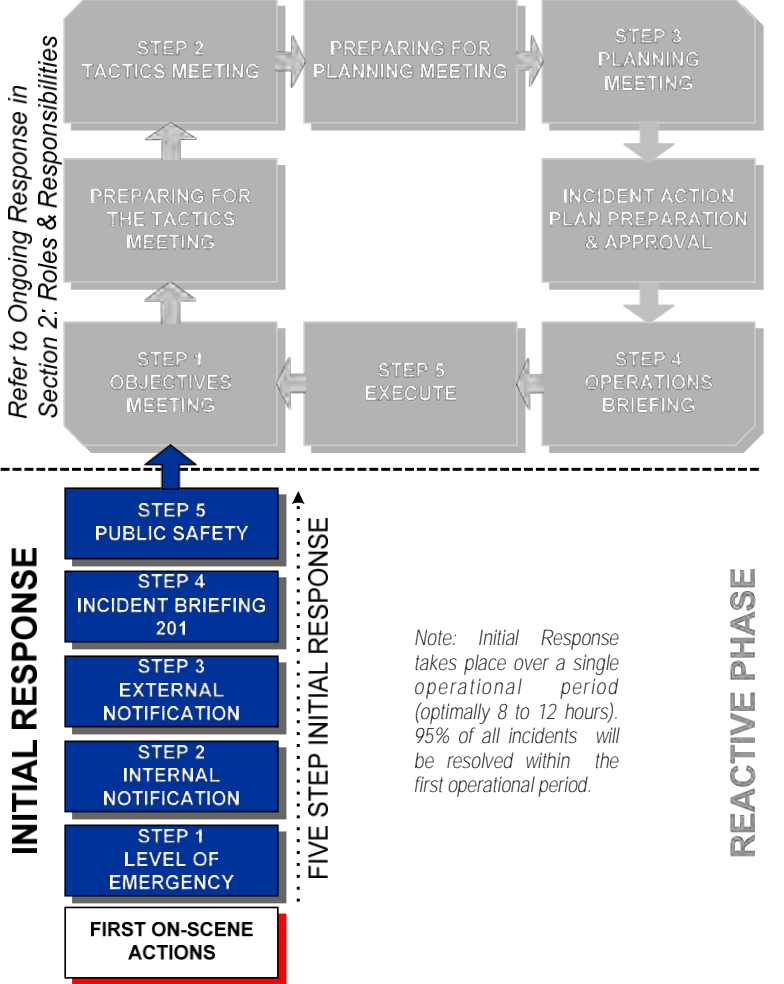 Refer to Ongoing Response in
Section 2: Roles & Responsibilities
STEP 2
TACTICS MEETING
PREPARING FOR
PLANNING MEETING
STEP 3
PLANNING
MEETING
PREPARING FOR
THE TACTICS
MEETING
INCIDENT ACTION
PLAN PREPARATION
& APPROVAL
STEP 1
OBJECTIVES
MEETING
STEP 5
EXECUTE
STEP 4
OPERATIONS
BRIEFING
INITIAL RESPONSE
STEP 5
PUBLIC SAFETY
STEP 4
INCIDENT BRIEFING
201
STEP 3
EXTERNAL
NOTIFICATION
STEP 2
INTERNAL
NOTIFICATION
STEP 1
LEVEL OF
EMERGENCY
FIRST ON-SCENE
ACTIONS
FIVE STEP INITIAL RESPONSE
Note: Initial Response
takes place over a single
operational period
(optimally 8 to 12 hours).
95% of all incidents will
be resolved within the
first operational period.
REACTIVE PHASE